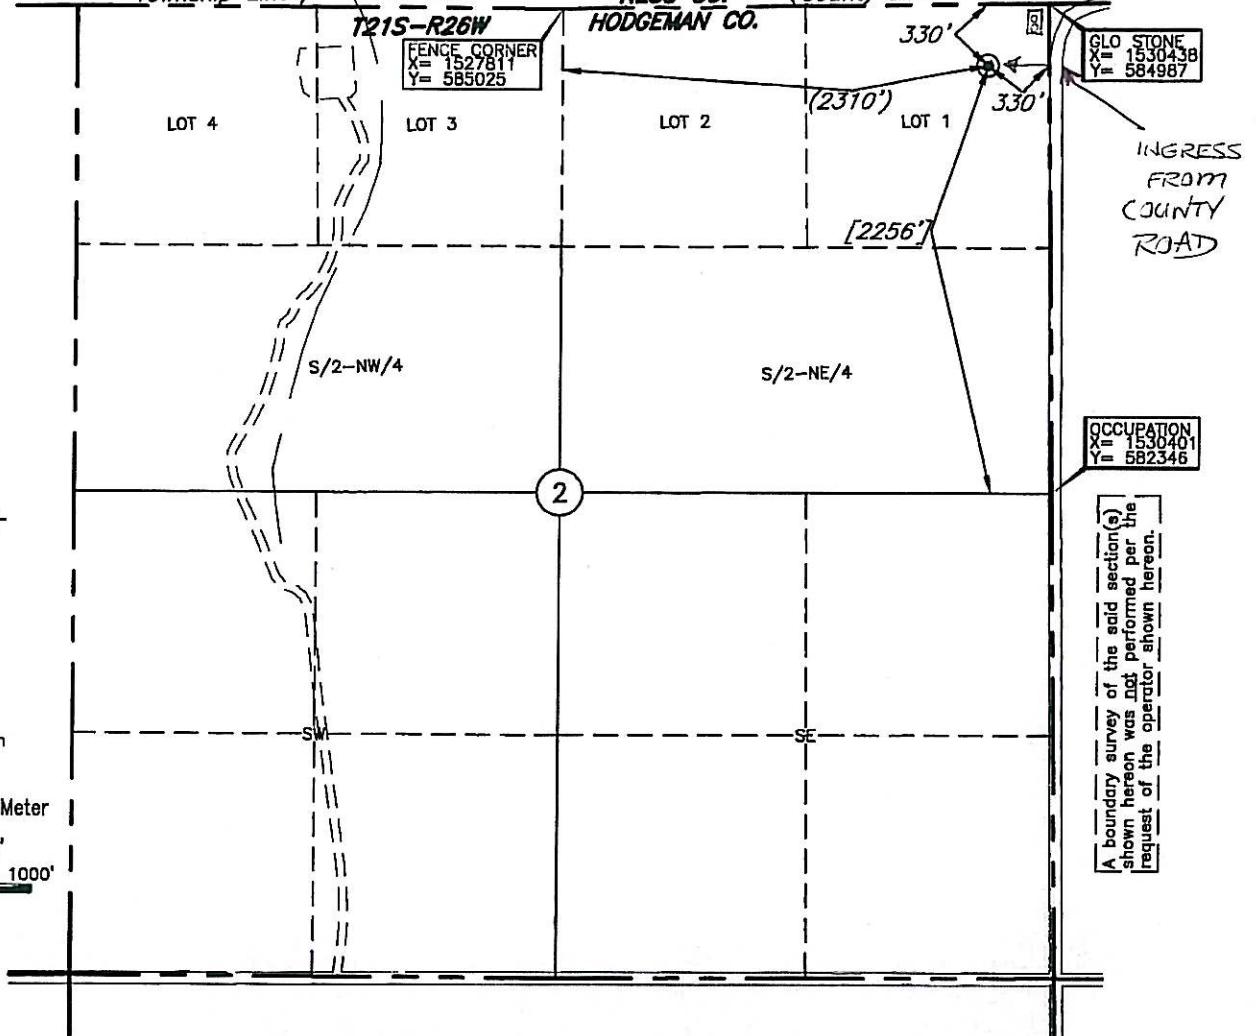 T21S-R26W
HODGEMAN CO.
FENCE CORNER
X= 1527811
Y= 585025
330'
GLO STONE
X= 1530438
Y= 584987
(2310')
330'
LOT 4
LOT 3
LOT 2
LOT 1
A
INGRESS
FROM
COUNTY
ROAD
[2256']
S/2-NW/4
S/2-NE/4
OCCUPATION
X= 1530401
Y= 582346
2
A boundary survey of the said section(s)
shown hereon was not performed per the
request of the operator shown hereon.
SW
SE
Meter
1000'